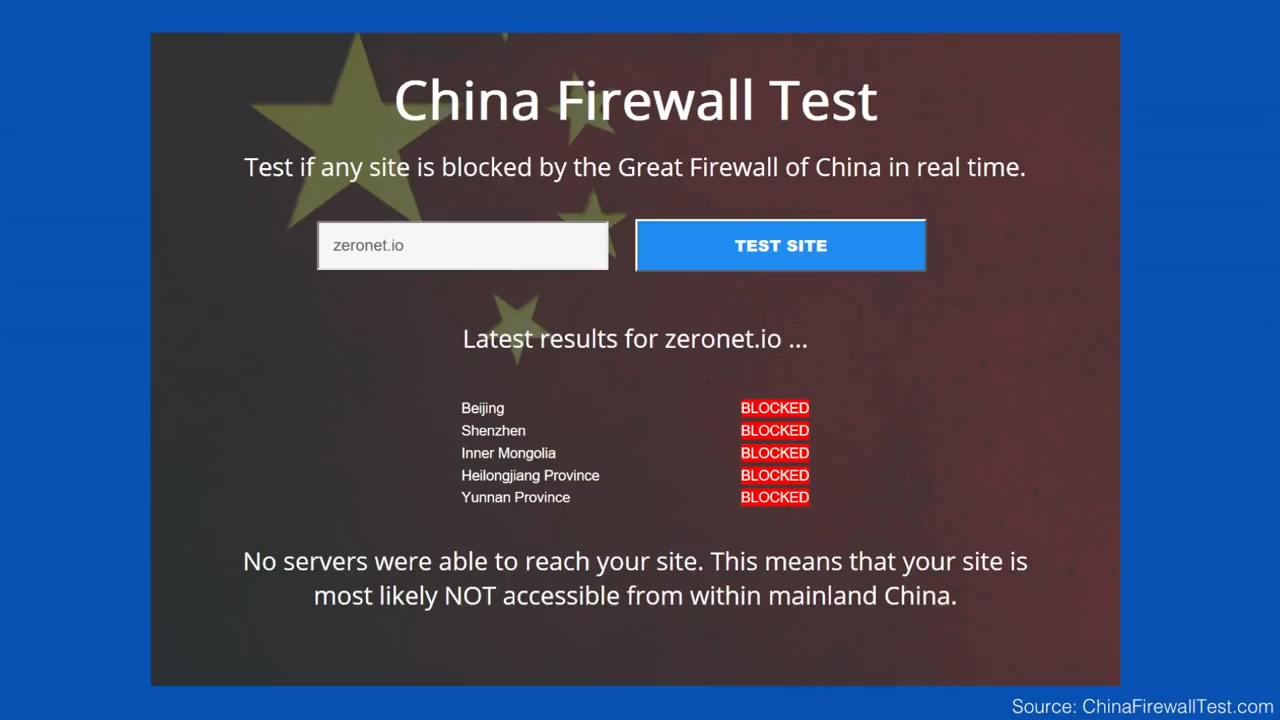 China Firewall Test
Test if any site is blocked by the Great Firewall of China in real time.
zeronet.io
TEST SITE
Latest results for zeronet.io ...
Beijing BLOCKED
Shenzhen BLOCKED
Inner Mongolia BLOCKED
Heilongjiang Province BLOCKED
Yunnan Province BLOCKED
No servers were able to reach your site. This means that your site is
most likely NOT accessible from within mainland China.
Source: ChinaFirewallTest.com